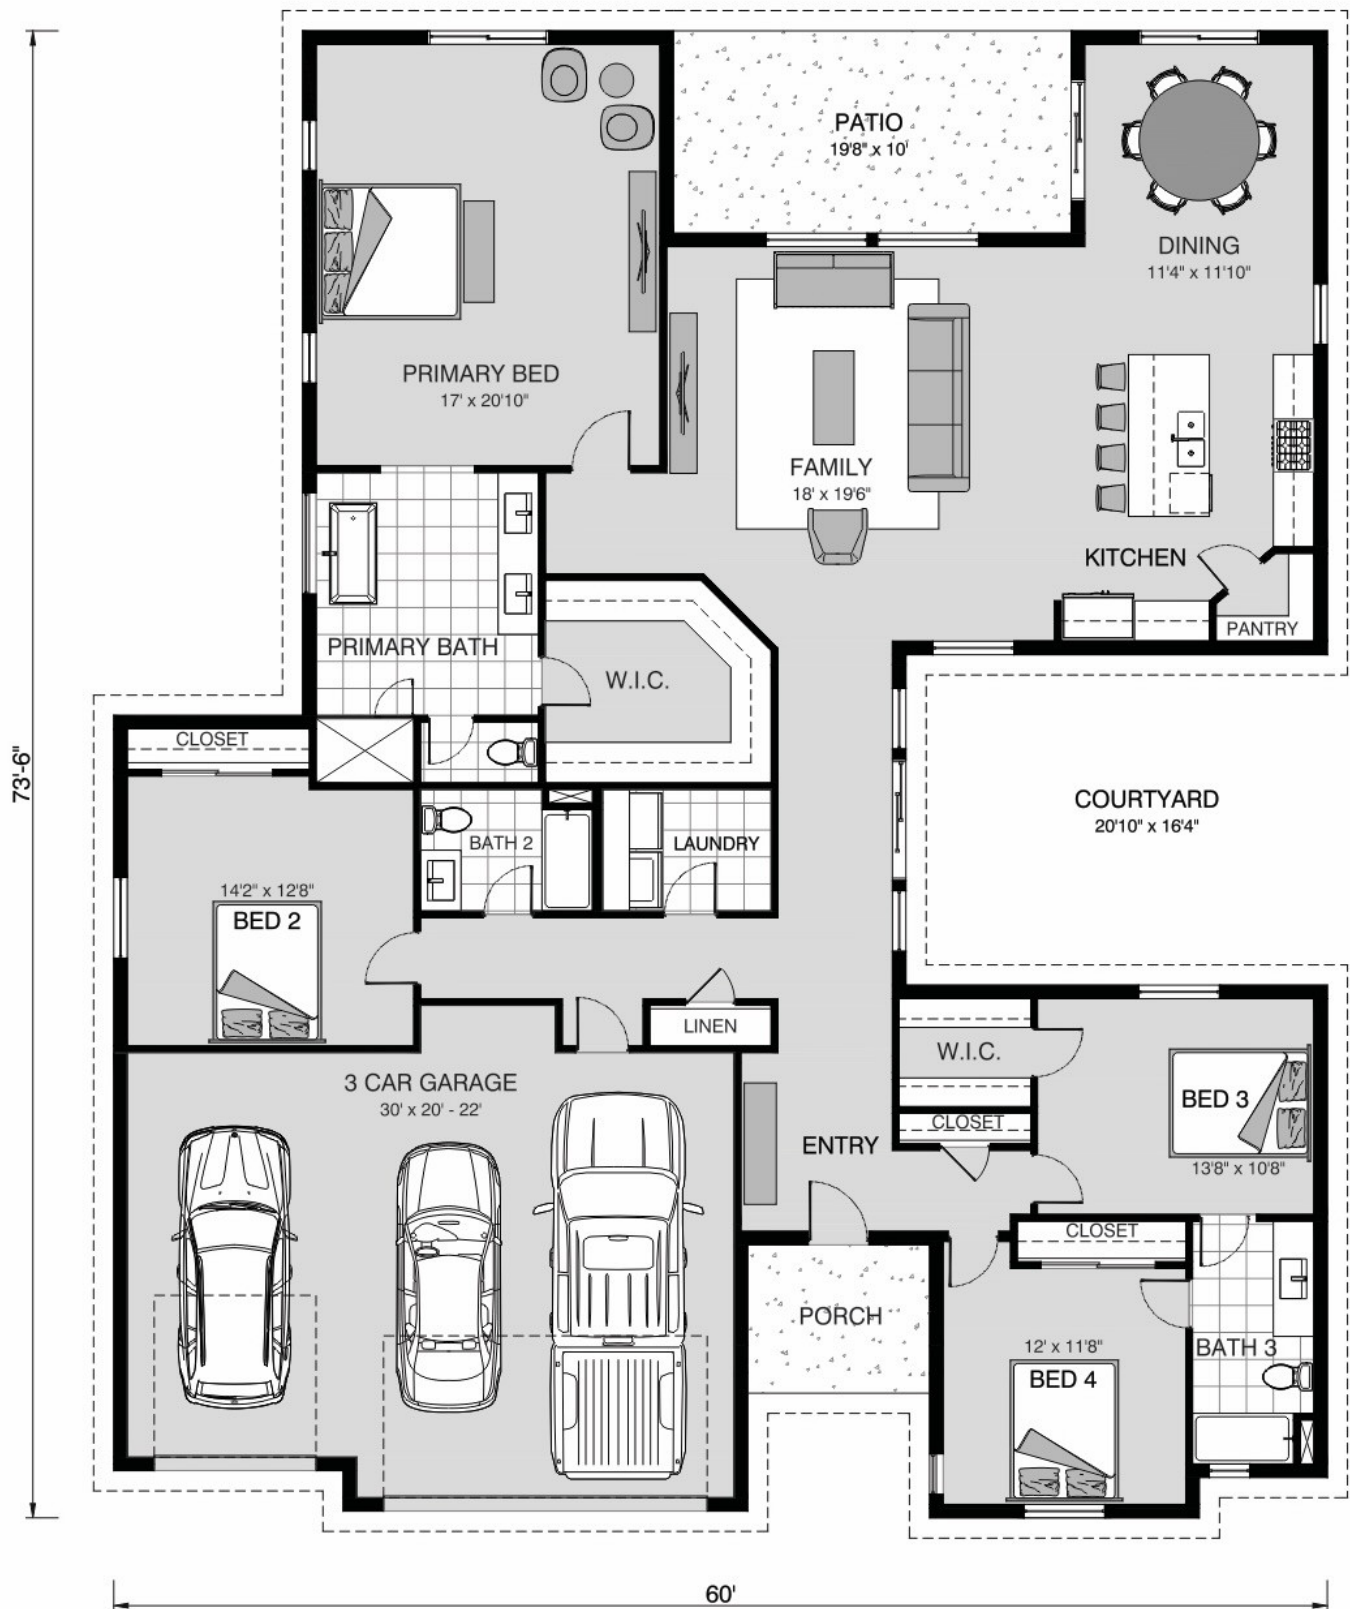 PATIO
19'8" x 10'
DINING
11'4" x 11'10"
PRIMARY BED
17' x 20'10"
FAMILY
18' x 19'6"
KITCHEN
PANTRY
PRIMARY BATH
W.I.C.
CLOSET
73'-6"
COURTYARD
20'10" x 16'4"
BATH 2
LAUNDRY
14'2" x 12'8"
BED 2
LINEN
W.I.C.
3 CAR GARAGE
30' x 20' - 22'
BED 3
13'8" x 10'8"
CLOSET
ENTRY
CLOSET
PORCH
12' x 11'8"
BED 4
BATH 3
60'